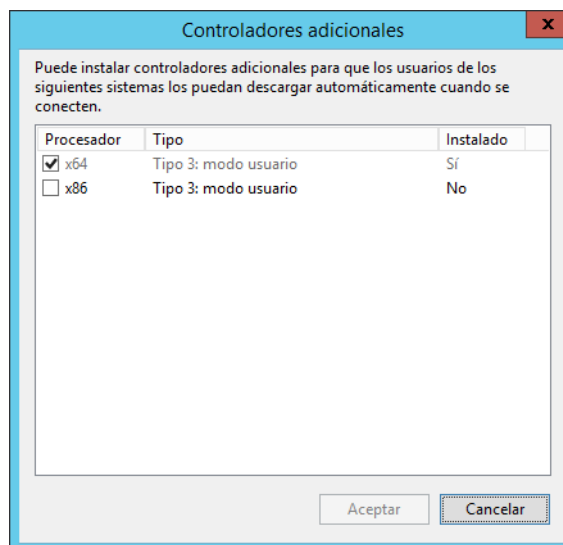 Controladores adicionales
x
Puede instalar controladores adicionales para que los usuarios de los
siguientes sistemas los puedan descargar automáticamente cuando se
conecten.
Procesador Tipo Instalado
x64 Tipo 3: modo usuario Sí
x86 Tipo 3: modo usuario No
Aceptar Cancelar